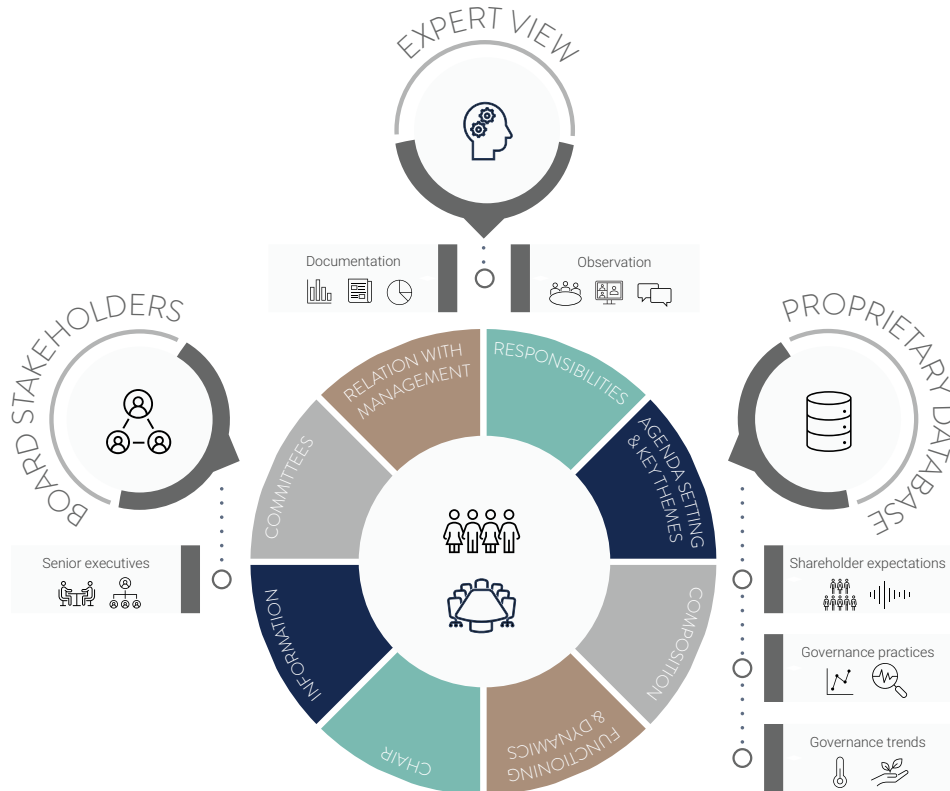 EXPERT VIEW
Documentation
Observation
BOARD STAKEHOLDERS
PROPRIETARY DATABASE
Senior executives
Shareholder expectations
Governance practices
Governance trends
RELATION WITH
MANAGEMENT
RESPONSIBILITIES
AGENDA SETTING
& KEY THEMES
COMPOSITION
FUNCTIONING
& DYNAMICS
CHAIR
INFORMATION
COMMITTEES